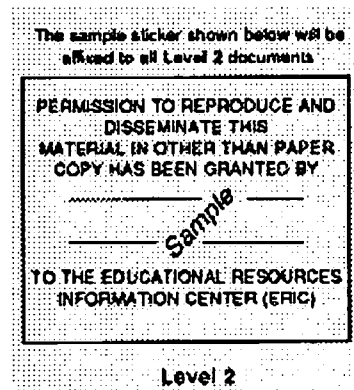 The sample sticker shown below will be
affixed to all Level 2 documents
PERMISSION TO REPRODUCE AND
DISSEMINATE THIS
MATERIAL IN OTHER THAN PAPER
COPY HAS BEEN GRANTED BY
Sample
TO THE EDUCATIONAL RESOURCES
INFORMATION CENTER (ERIC)
Level 2